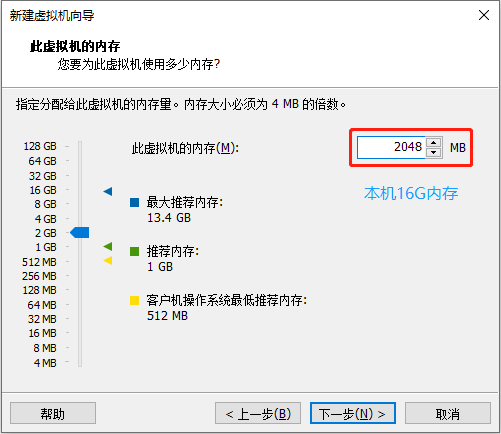 新建虚拟机向导
此虚拟机的内存
您要为此虚拟机使用多少内存?
指定分配给此虚拟机的内存量。内存大小必须为 4 MB 的倍数。
128 GB
64 GB
32 GB
16 GB
8 GB
4 GB
2 GB
1 GB
512 MB
256 MB
128 MB
64 MB
32 MB
16 MB
8 MB
4 MB
此虚拟机的内存(M): 2048 MB
本机16G内存
最大推荐内存:
13.4 GB
推荐内存:
1 GB
客户机操作系统最低推荐内存:
512 MB
帮助 < 上一步(B) 下一步(N) > 取消